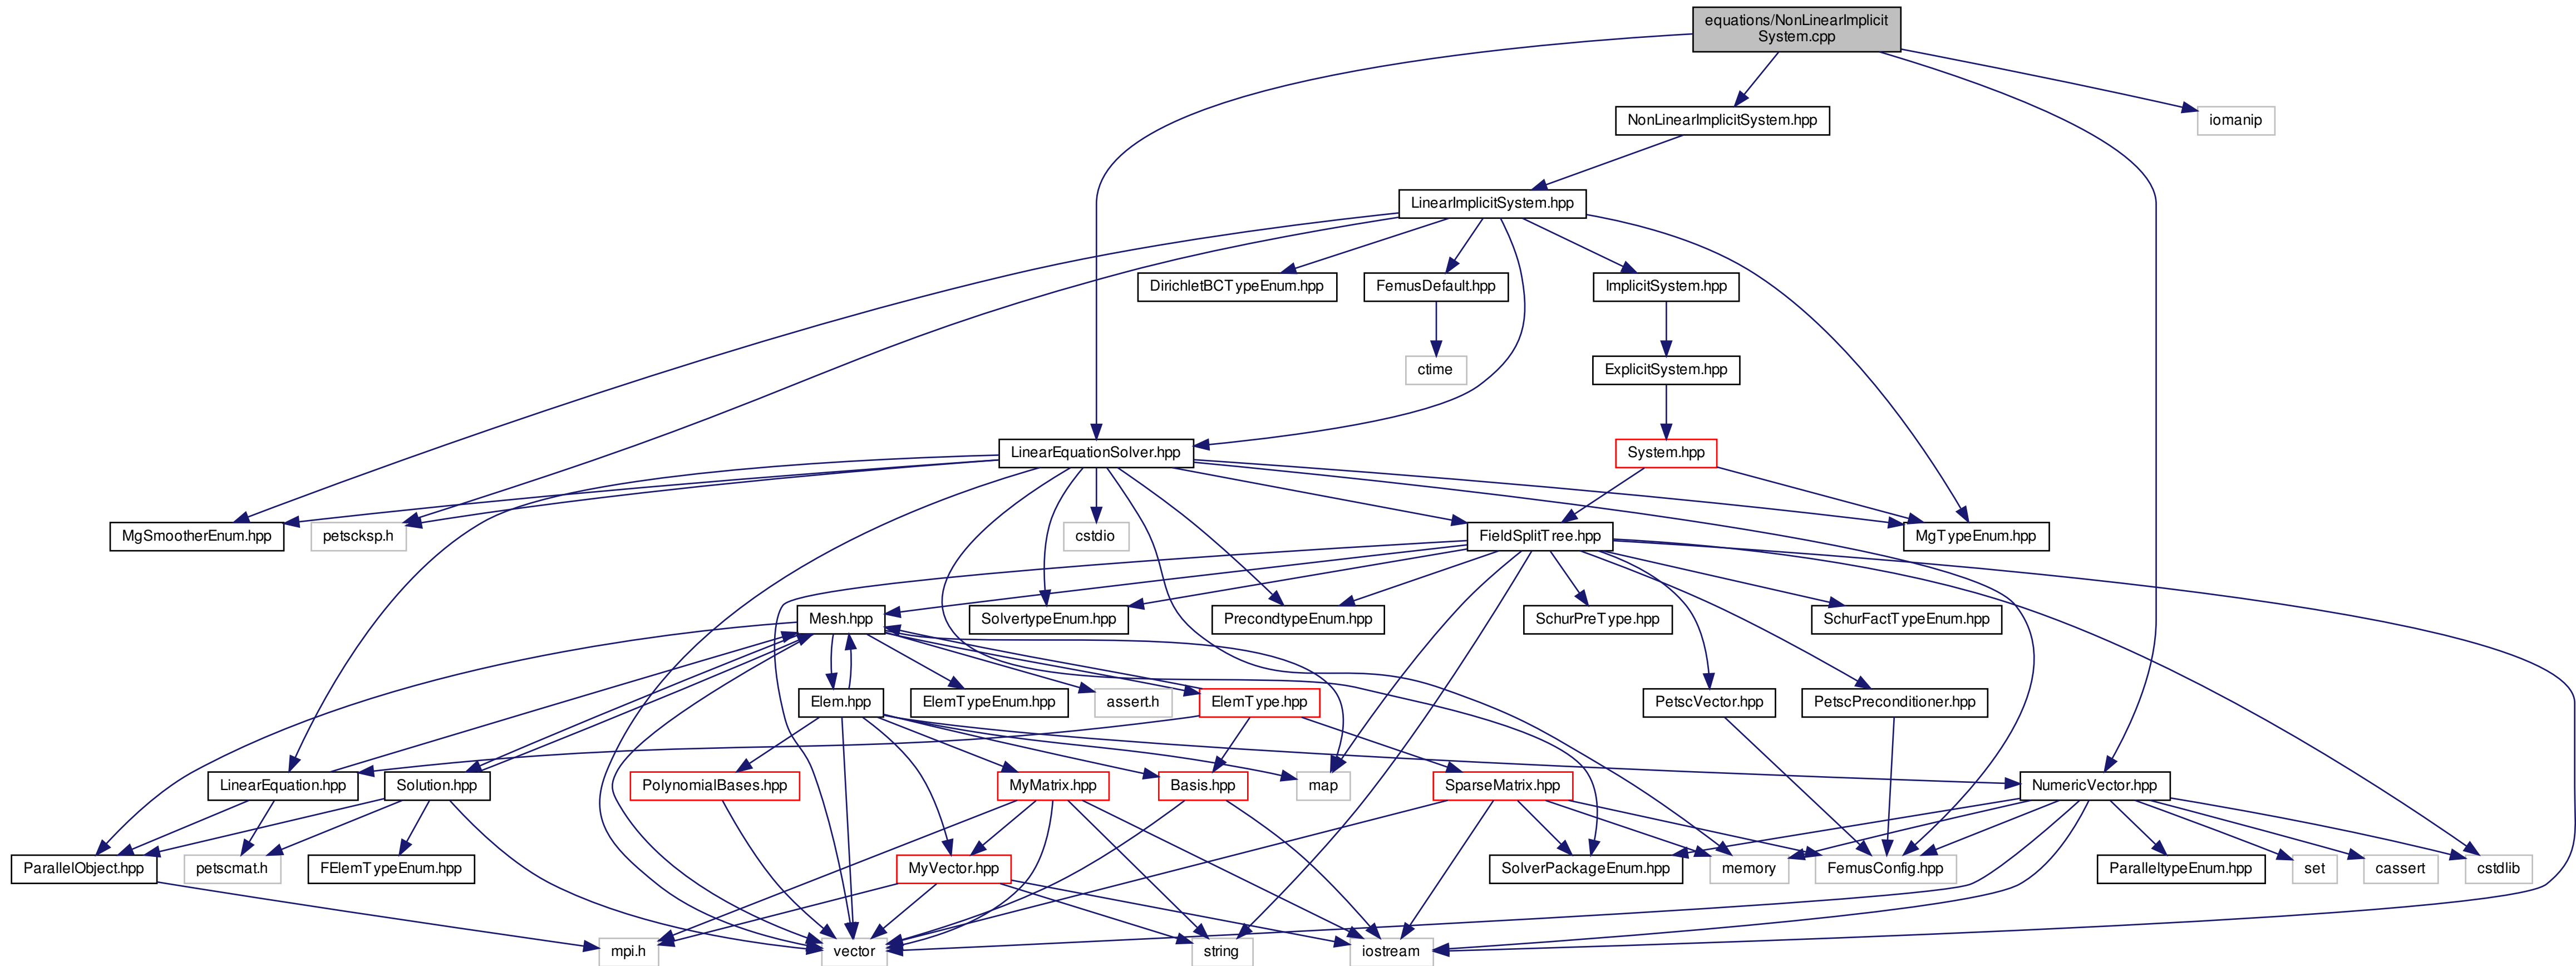 equations/NonLinearImplicit
System.cpp
NonLinearImplicitSystem.hpp
iomanip
LinearImplicitSystem.hpp
DirichletBCTypeEnum.hpp
FemusDefault.hpp
ImplicitSystem.hpp
ctime
ExplicitSystem.hpp
LinearEquationSolver.hpp
System.hpp
MgSmootherEnum.hpp
petscksp.h
cstdio
FieldSplitTree.hpp
MgTypeEnum.hpp
Mesh.hpp
SolvertypeEnum.hpp
PrecondtypeEnum.hpp
SchurPreType.hpp
SchurFactTypeEnum.hpp
Elem.hpp
ElemTypeEnum.hpp
assert.h
ElemType.hpp
PetscVector.hpp
PetscPreconditioner.hpp
LinearEquation.hpp
Solution.hpp
PolynomialBases.hpp
MyMatrix.hpp
Basis.hpp
map
SparseMatrix.hpp
NumericVector.hpp
ParallelObject.hpp
petscmat.h
FElemTypeEnum.hpp
MyVector.hpp
SolverPackageEnum.hpp
memory
FemusConfig.hpp
ParalleltypeEnum.hpp
set
cassert
cstdlib
mpi.h
vector
string
iostream